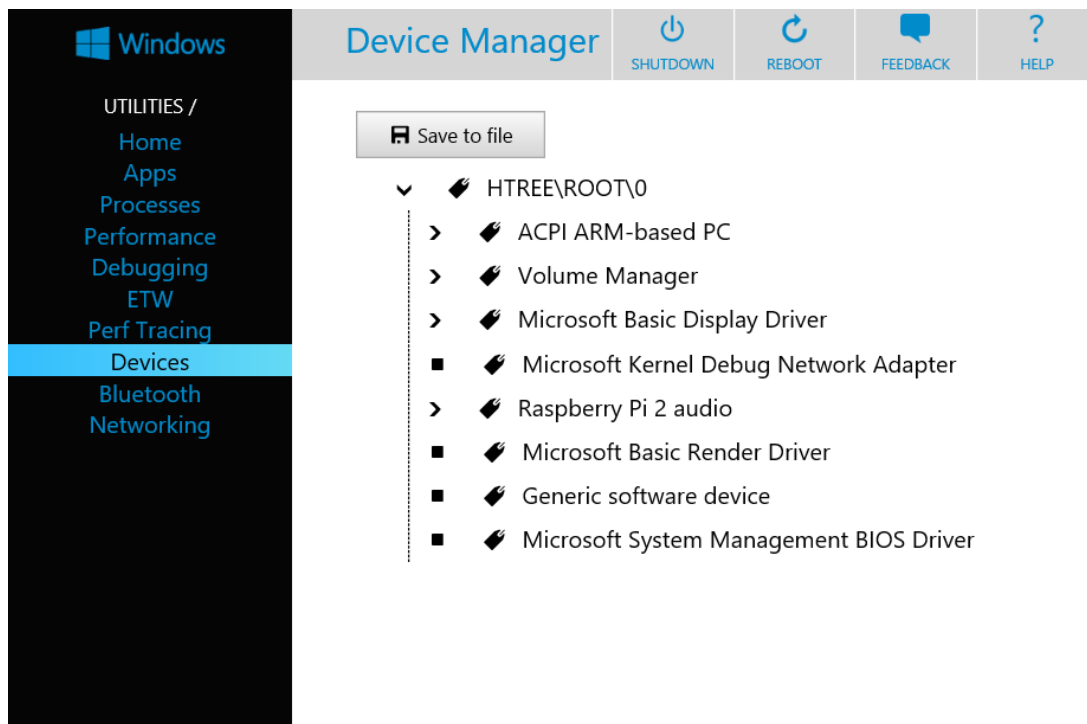 Windows
UTILITIES /
Home
Apps
Processes
Performance
Debugging
ETW
Perf Tracing
Devices
Bluetooth
Networking
Device Manager
SHUTDOWN
REBOOT
FEEDBACK
?
HELP
Save to file
HTREE\ROOT\0
ACPI ARM-based PC
Volume Manager
Microsoft Basic Display Driver
Microsoft Kernel Debug Network Adapter
Raspberry Pi 2 audio
Microsoft Basic Render Driver
Generic software device
Microsoft System Management BIOS Driver